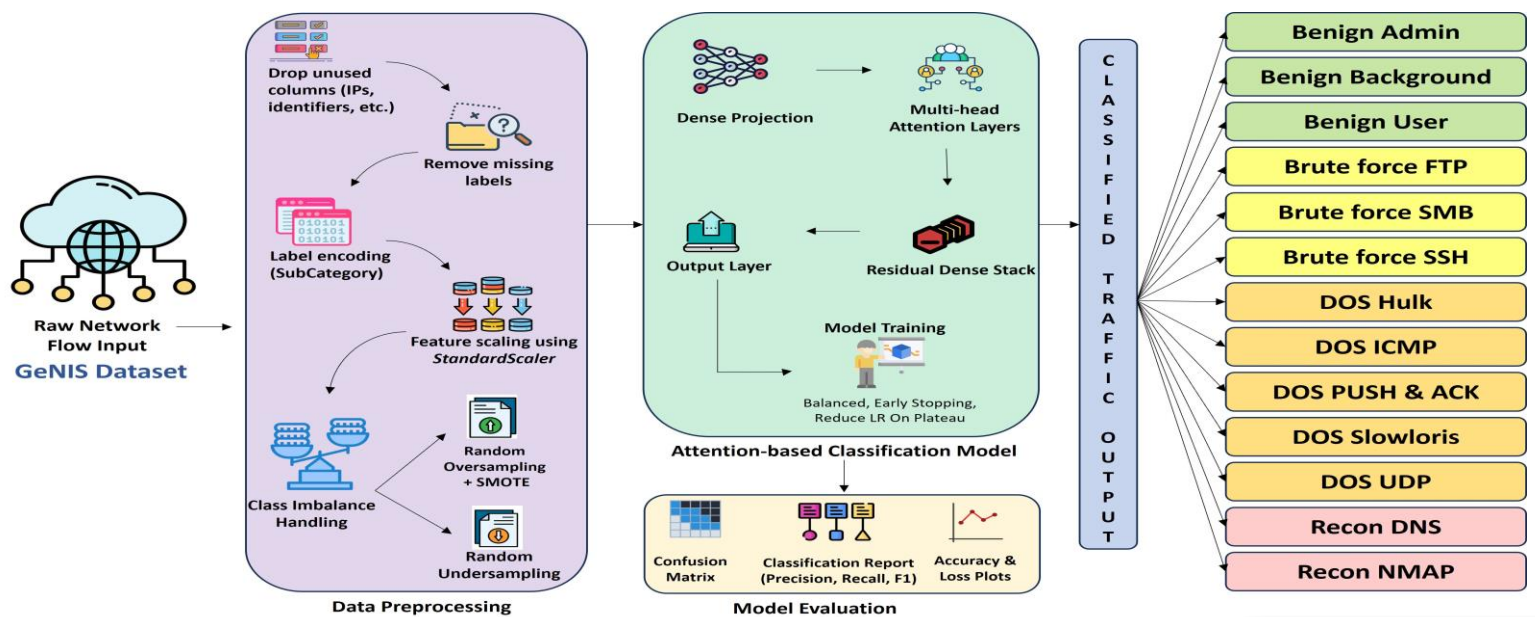 Raw Network
Flow Input
GeNIS Dataset
Drop unused
columns (IPs,
identifiers, etc.)
Remove missing
labels
010101
010101
Label encoding
(SubCategory)
Feature scaling using
StandardScaler
Class Imbalance
Handling
Random
Oversampling
+ SMOTE
Random
Undersampling
Data Preprocessing
Dense Projection
Multi-head
Attention Layers
Residual Dense Stack
Output Layer
Model Training
Balanced, Early Stopping,
Reduce LR On Plateau
Attention-based Classification Model
Confusion
Matrix
Classification Report
(Precision, Recall, F1)
Accuracy &
Loss Plots
Model Evaluation
CLASSIFIED TRAFFIC OUTPUT
Benign Admin
Benign Background
Benign User
Brute force FTP
Brute force SMB
Brute force SSH
DOS Hulk
DOS ICMP
DOS PUSH & ACK
DOS Slowloris
DOS UDP
Recon DNS
Recon NMAP